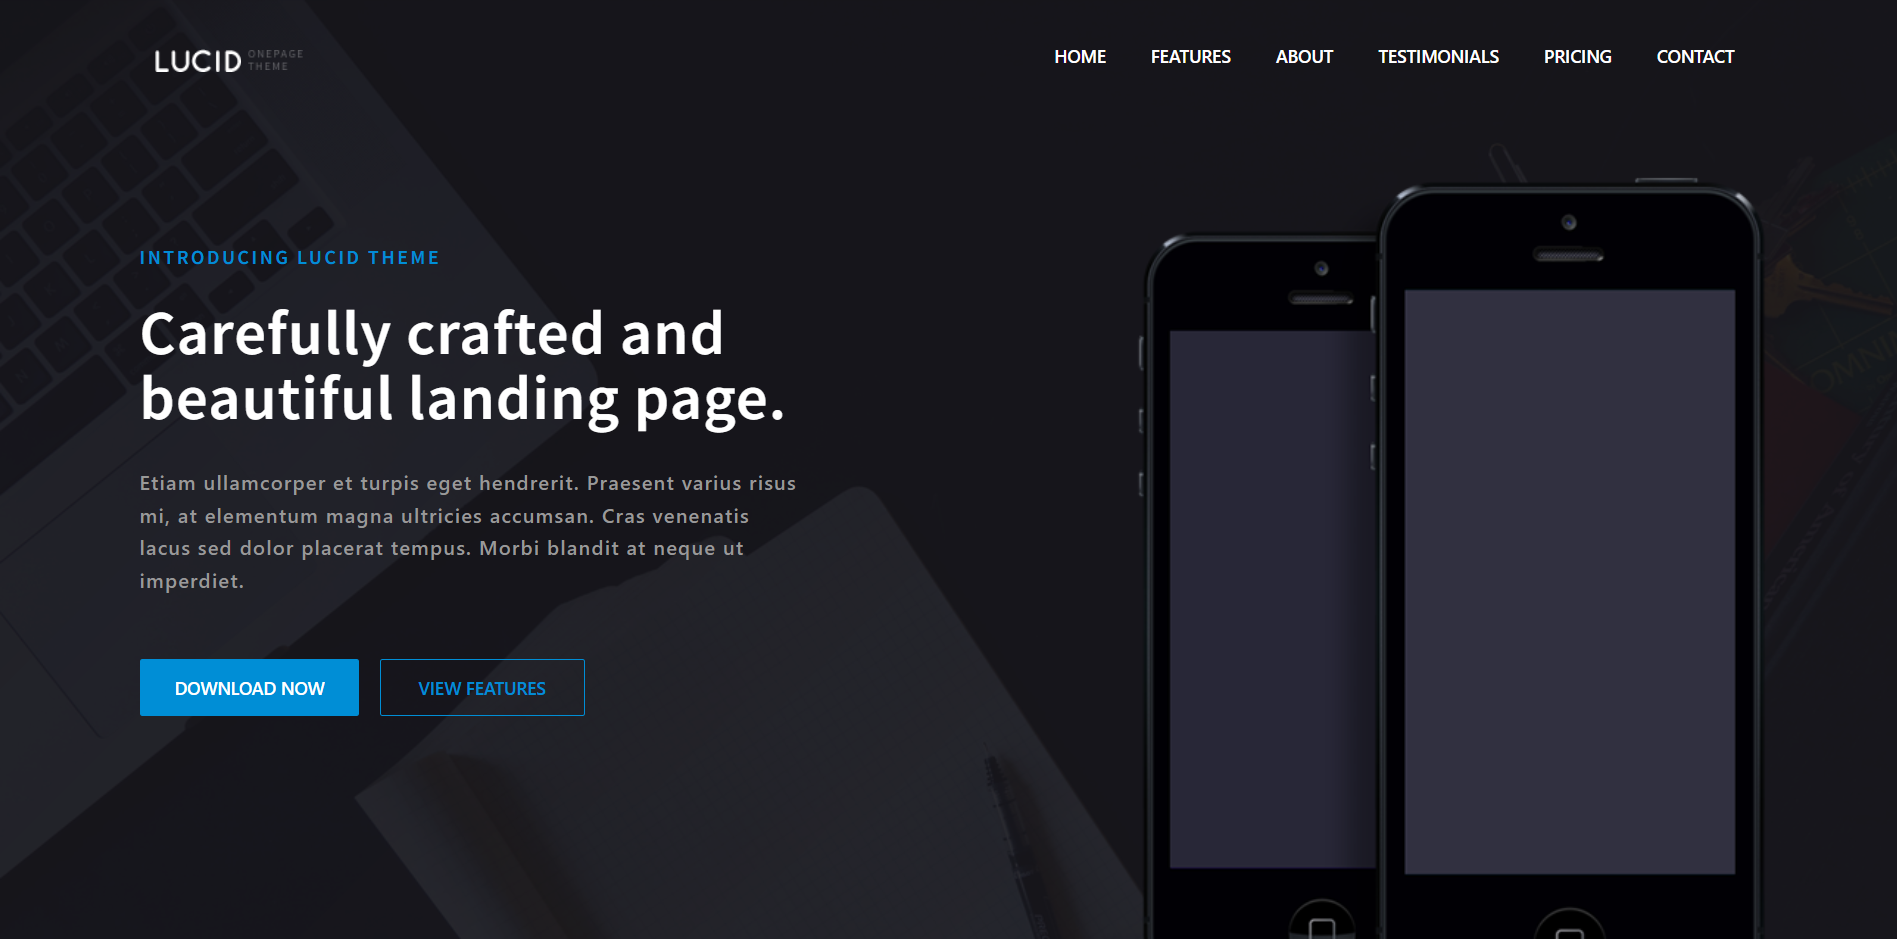 LUCID ONEPAGE THEME
HOME FEATURES ABOUT TESTIMONIALS PRICING CONTACT
INTRODUCING LUCID THEME
Carefully crafted and
beautiful landing page.
Etiam ullamcorper et turpis eget hendrerit. Praesent varius risus
mi, at elementum magna ultricies accumsan. Cras venenatis
lacus sed dolor placerat tempus. Morbi blandit at neque ut
imperdiet.
DOWNLOAD NOW
VIEW FEATURES